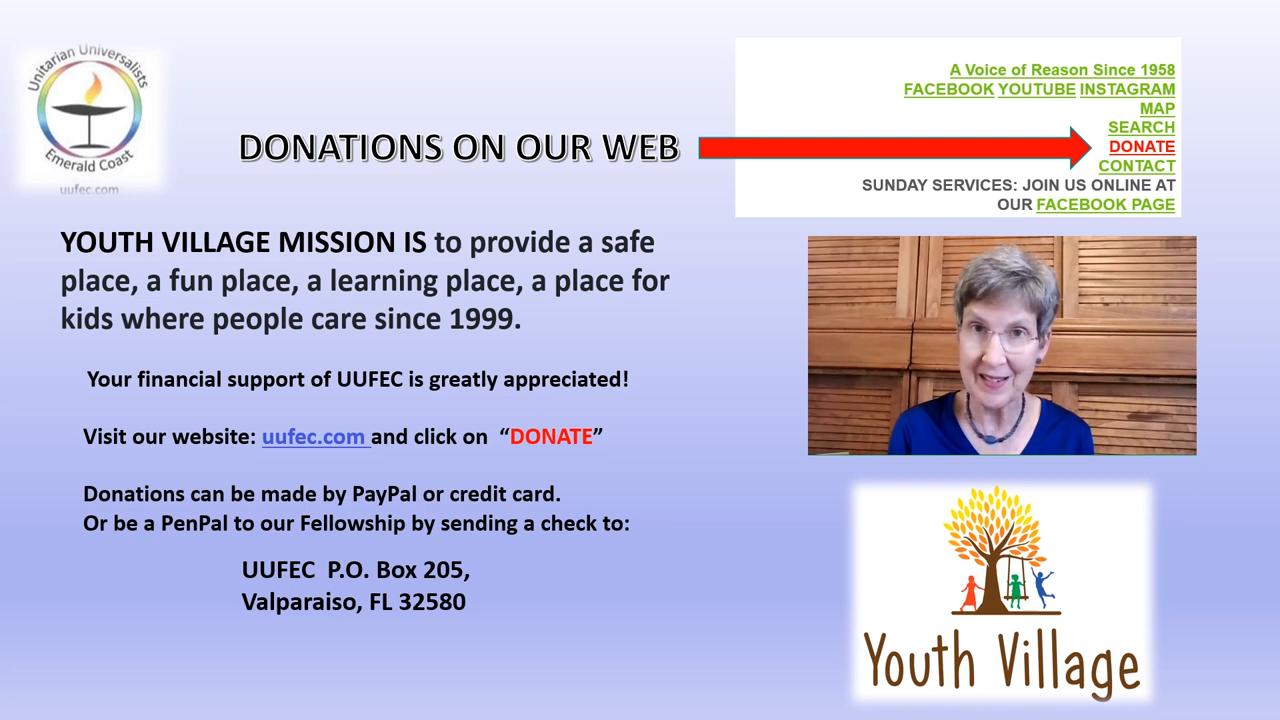 Unitarian Universalists
Emerald Coast
uufec.com
DONATIONS ON OUR WEB
A Voice of Reason Since 1958
FACEBOOK YOUTUBE INSTAGRAM
MAP
SEARCH
DONATE
CONTACT
SUNDAY SERVICES: JOIN US ONLINE AT
OUR FACEBOOK PAGE
YOUTH VILLAGE MISSION IS to provide a safe
place, a fun place, a learning place, a place for
kids where people care since 1999.
Your financial support of UUFEC is greatly appreciated!
Visit our website: uufec.com and click on “DONATE”
Donations can be made by PayPal or credit card.
Or be a PenPal to our Fellowship by sending a check to:
UUFEC P.O. Box 205,
Valparaiso, FL 32580
Youth Village